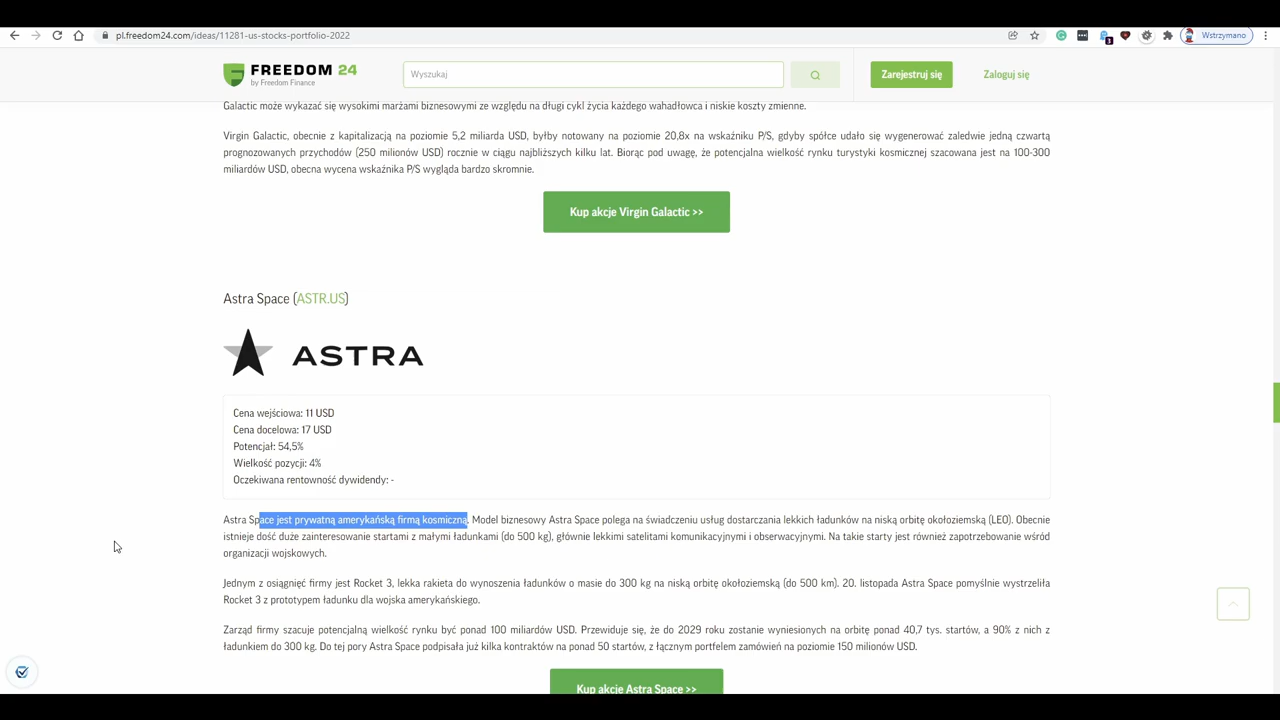 pl.freedom24.com/ideas/11281-us-stocks-portfolio-2022
3
Wstrzymano
FREEDOM 24
by Freedom Finance
Wyszukaj
Zarejestruj się
Zaloguj się
Galactic może wykazać się wysokimi marżami biznesowymi ze względu na długi cykl życia każdego wahadłowca i niskie koszty zmienne.
Virgin Galactic, obecnie z kapitalizacją na poziomie 5,2 miliarda USD, byłby notowany na poziomie 20,8x na wskaźniku P/S, gdyby spółce udało się wygenerować zaledwie jedną czwartą
prognozowanych przychodów (250 milionów USD) rocznie w ciągu najbliższych kilku lat. Biorąc pod uwagę, że potencjalna wielkość rynku turystyki kosmicznej szacowana jest na 100-300
miliardów USD, obecna wycena wskaźnika P/S wygląda bardzo skromnie.
Kup akcje Virgin Galactic >>
Astra Space (ASTR.US)
ASTRA
Cena wejściowa: 11 USD
Cena docelowa: 17 USD
Potencjał: 54,5%
Wielkość pozycji: 4%
Oczekiwana rentowność dywidendy: -
Astra Space jest prywatną amerykańską firmą kosmiczną. Model biznesowy Astra Space polega na świadczeniu usług dostarczania lekkich ładunków na niską orbitę okołoziemską (LEO). Obecnie
istnieje dość duże zainteresowanie startami z małymi ładunkami (do 500 kg), głównie lekkimi satelitami komunikacyjnymi i obserwacyjnymi. Na takie starty jest również zapotrzebowanie wśród
organizacji wojskowych.
Jednym z osiągnięć firmy jest Rocket 3, lekka rakieta do wynoszenia ładunków o masie do 300 kg na niską orbitę okołoziemską (do 500 km). 20. listopada Astra Space pomyślnie wystrzeliła
Rocket 3 z prototypem ładunku dla wojska amerykańskiego.
Zarząd firmy szacuje potencjalną wielkość rynku być ponad 100 miliardów USD. Przewiduje się, że do 2029 roku zostanie wyniesionych na orbitę ponad 40,7 tys. startów, a 90% z nich z
ładunkiem do 300 kg. Do tej pory Astra Space podpisała już kilka kontraktów na ponad 50 startów, z łącznym portfelem zamówień na poziomie 150 milionów USD.
Kup akcje Astra Space >>